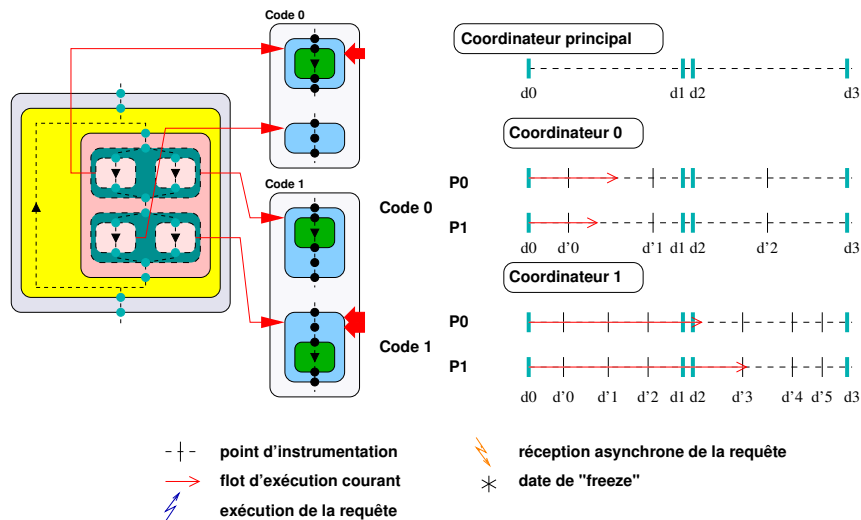 Code 0
Code 1
Code 0
Code 1
Coordinateur principal
d0 d1 d2 d3
Coordinateur 0
P0
P1
d0 d'0 d'1 d1 d2 d'2 d3
Coordinateur 1
P0
P1
d0 d'0 d'1 d'2 d1 d2 d'3 d'4 d'5 d3
point d'instrumentation
flot d'exécution courant
exécution de la requête
réception asynchrone de la requête
date de "freeze"